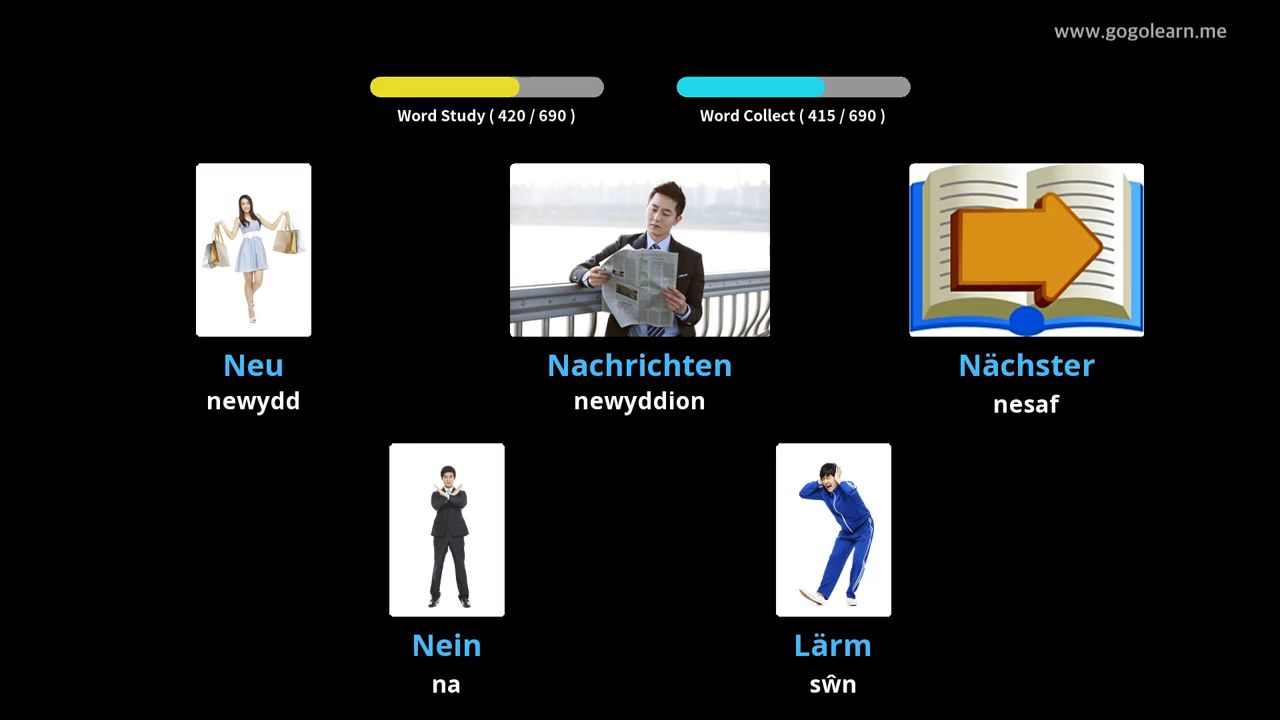 www.gogolearn.me
Word Study ( 420 / 690 )
Word Collect ( 415 / 690 )
Neu
newydd
Nachrichten
newyddion
Nächster
nesaf
Nein
na
Lärm
sŵn